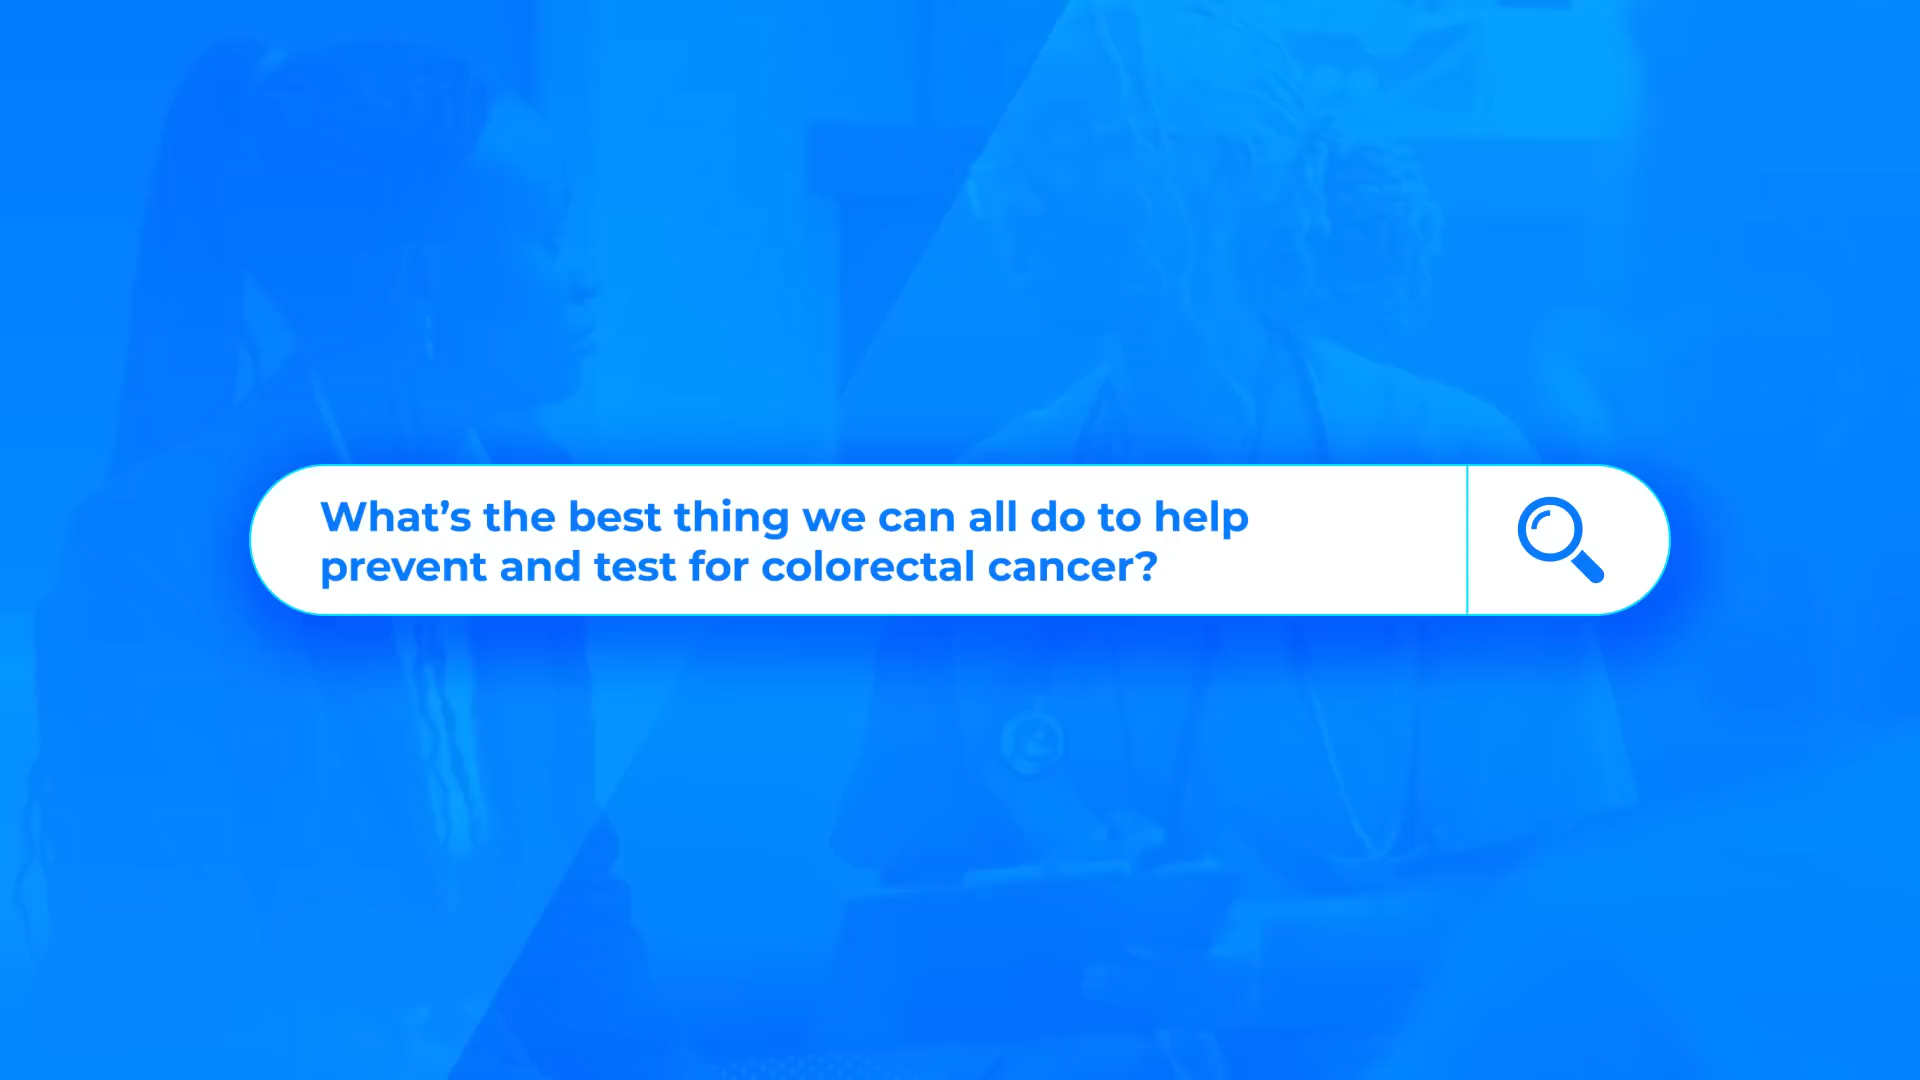 What’s the best thing we can all do to help
prevent and test for colorectal cancer?